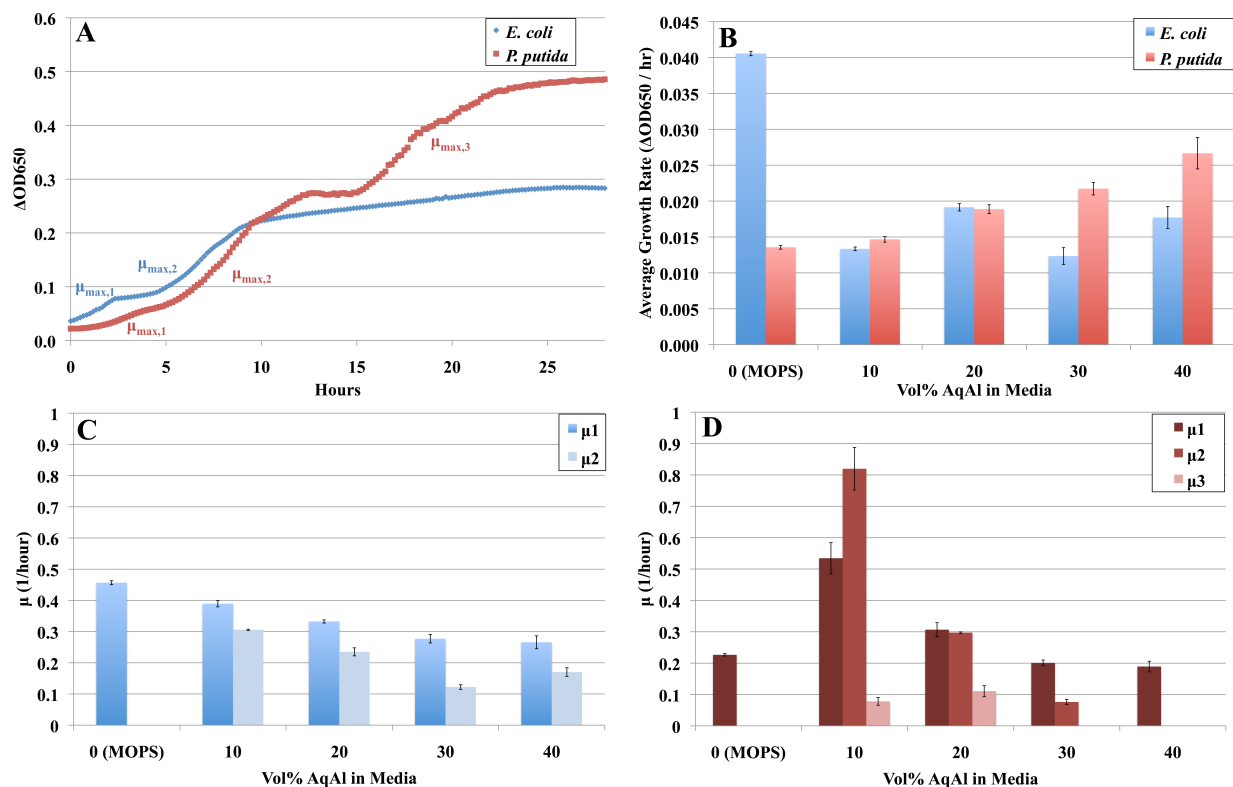 A
E. coli
P. putida
0.6
0.5
0.4
0.3
0.2
0.1
0.0
ΔOD650
μmax,1
μmax,2
μmax,1
μmax,2
μmax,3
0 5 10 15 20 25
Hours
B
E. coli
P. putida
0.045
0.040
0.035
0.030
0.025
0.020
0.015
0.010
0.005
0.000
Average Growth Rate (ΔOD650 / hr)
0 (MOPS) 10 20 30 40
Vol% AqAl in Media
C
μ1
μ2
1
0.9
0.8
0.7
0.6
0.5
0.4
0.3
0.2
0.1
0
μ (1/hour)
0 (MOPS) 10 20 30 40
Vol% AqAl in Media
D
μ1
μ2
μ3
1
0.9
0.8
0.7
0.6
0.5
0.4
0.3
0.2
0.1
0
μ (1/hour)
0 (MOPS) 10 20 30 40
Vol% AqAl in Media